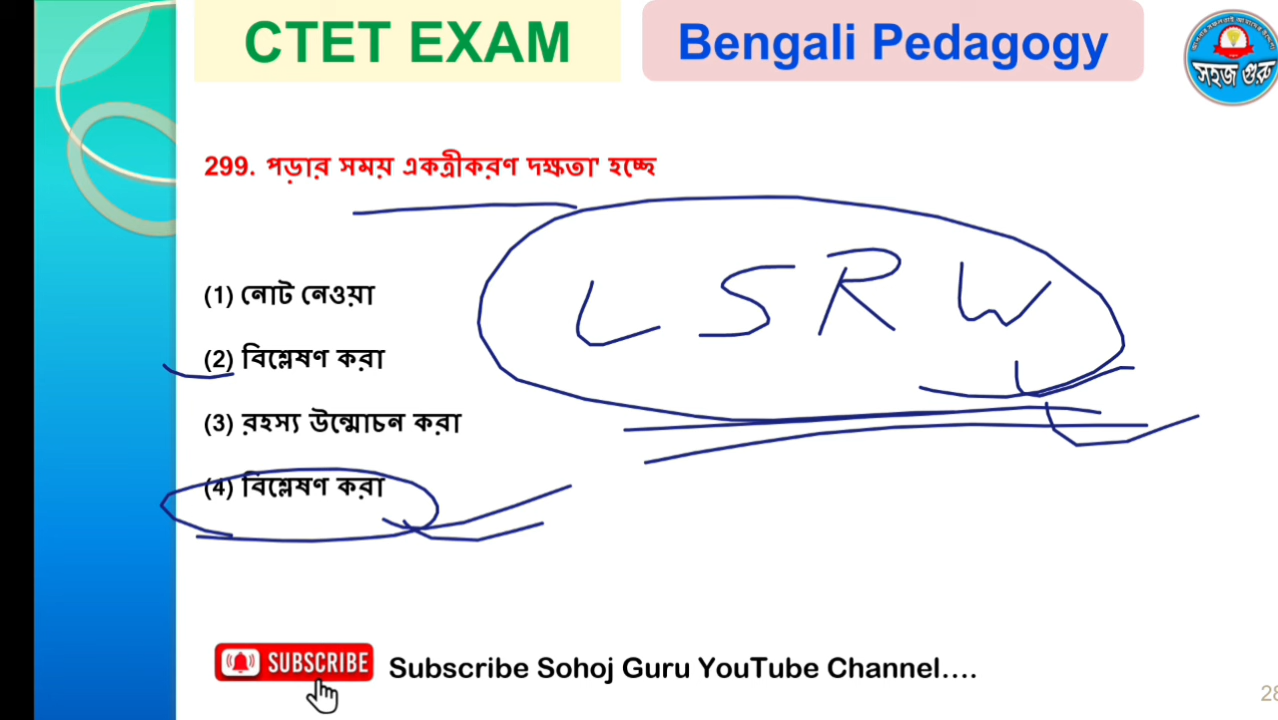 CTET EXAM
Bengali Pedagogy
সহজ গুরু
299. পড়ার সময় একত্রীকরণ দক্ষতা' হচ্ছে
L S R W
(1) নোট নেওয়া
(2) বিশ্লেষণ করা
(3) রহস্য উন্মোচন করা
(4) বিশ্লেষণ করা
SUBSCRIBE
Subscribe Sohoj Guru YouTube Channel....